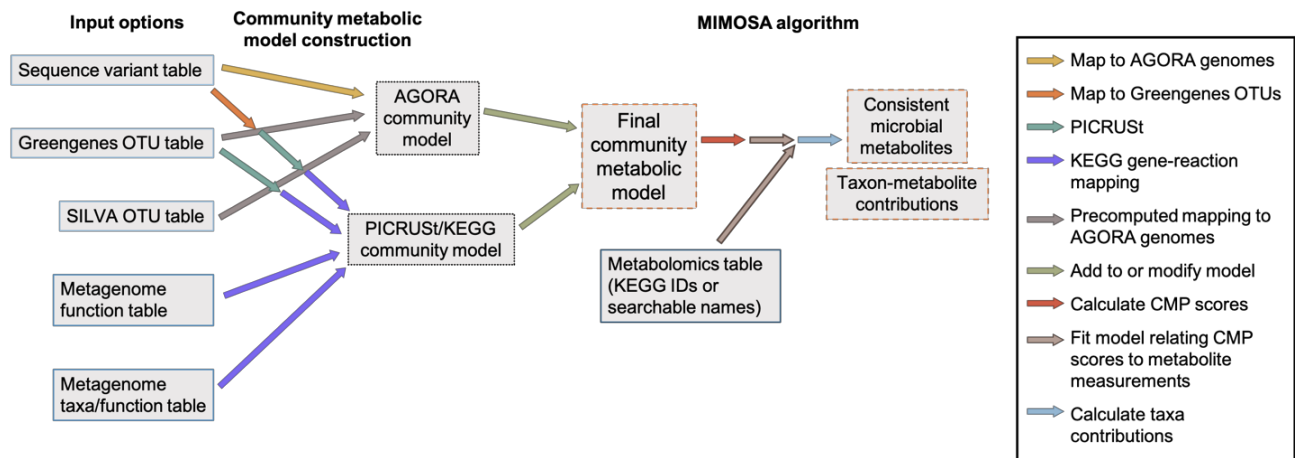 Input options
Community metabolic
model construction
MIMOSA algorithm
Sequence variant table
Greengenes OTU table
SILVA OTU table
Metagenome
function table
Metagenome
taxa/function table
AGORA
community
model
PICRUSt/KEGG
community model
Final
community
metabolic
model
Metabolomics table
(KEGG IDs or
searchable names)
Consistent
microbial
metabolites
Taxon-metabolite
contributions
Map to AGORA genomes
Map to Greengenes OTUs
PICRUSt
KEGG gene-reaction
mapping
Precomputed mapping to
AGORA genomes
Add to or modify model
Calculate CMP scores
Fit model relating CMP
scores to metabolite
measurements
Calculate taxa
contributions